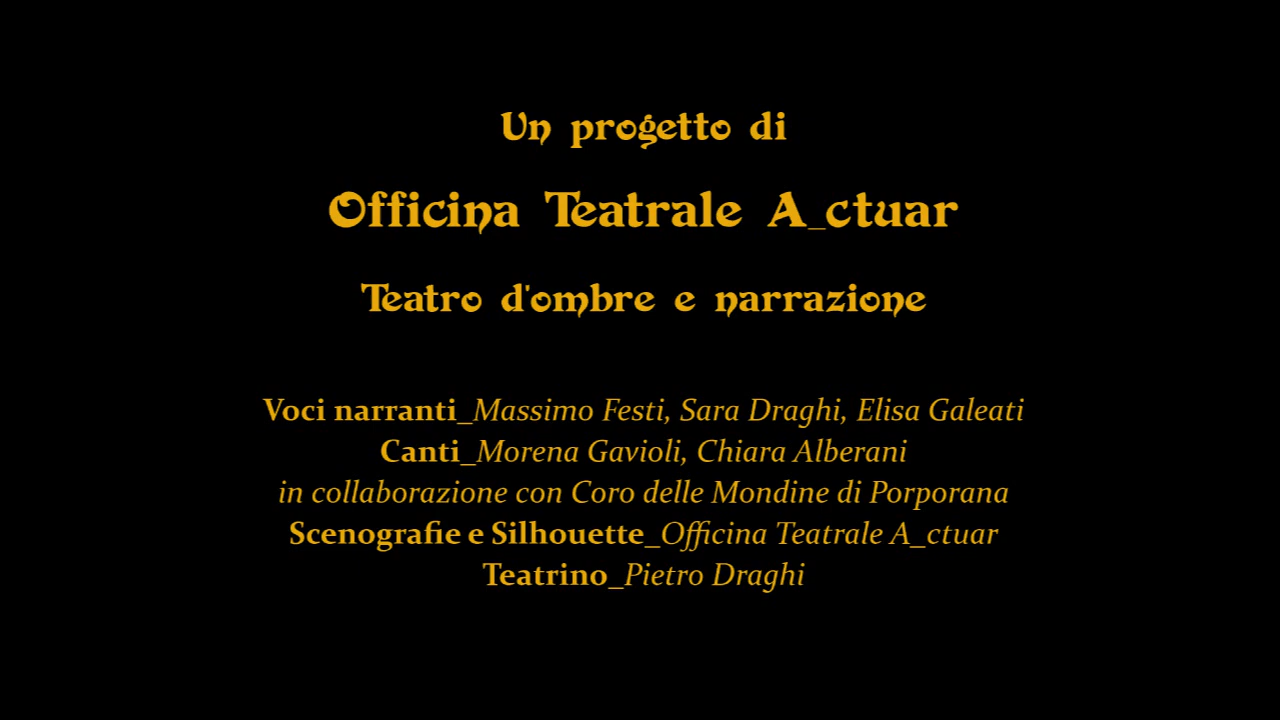 Un progetto di
Officina Teatrale A_ctuar
Teatro d'ombre e narrazione
Voci narranti_Massimo Festi, Sara Draghi, Elisa Galeati
Canti_Morena Gavioli, Chiara Alberani
in collaborazione con Coro delle Mondine di Porporana
Scenografie e Silhouette_Officina Teatrale A_ctuar
Teatrino_Pietro Draghi